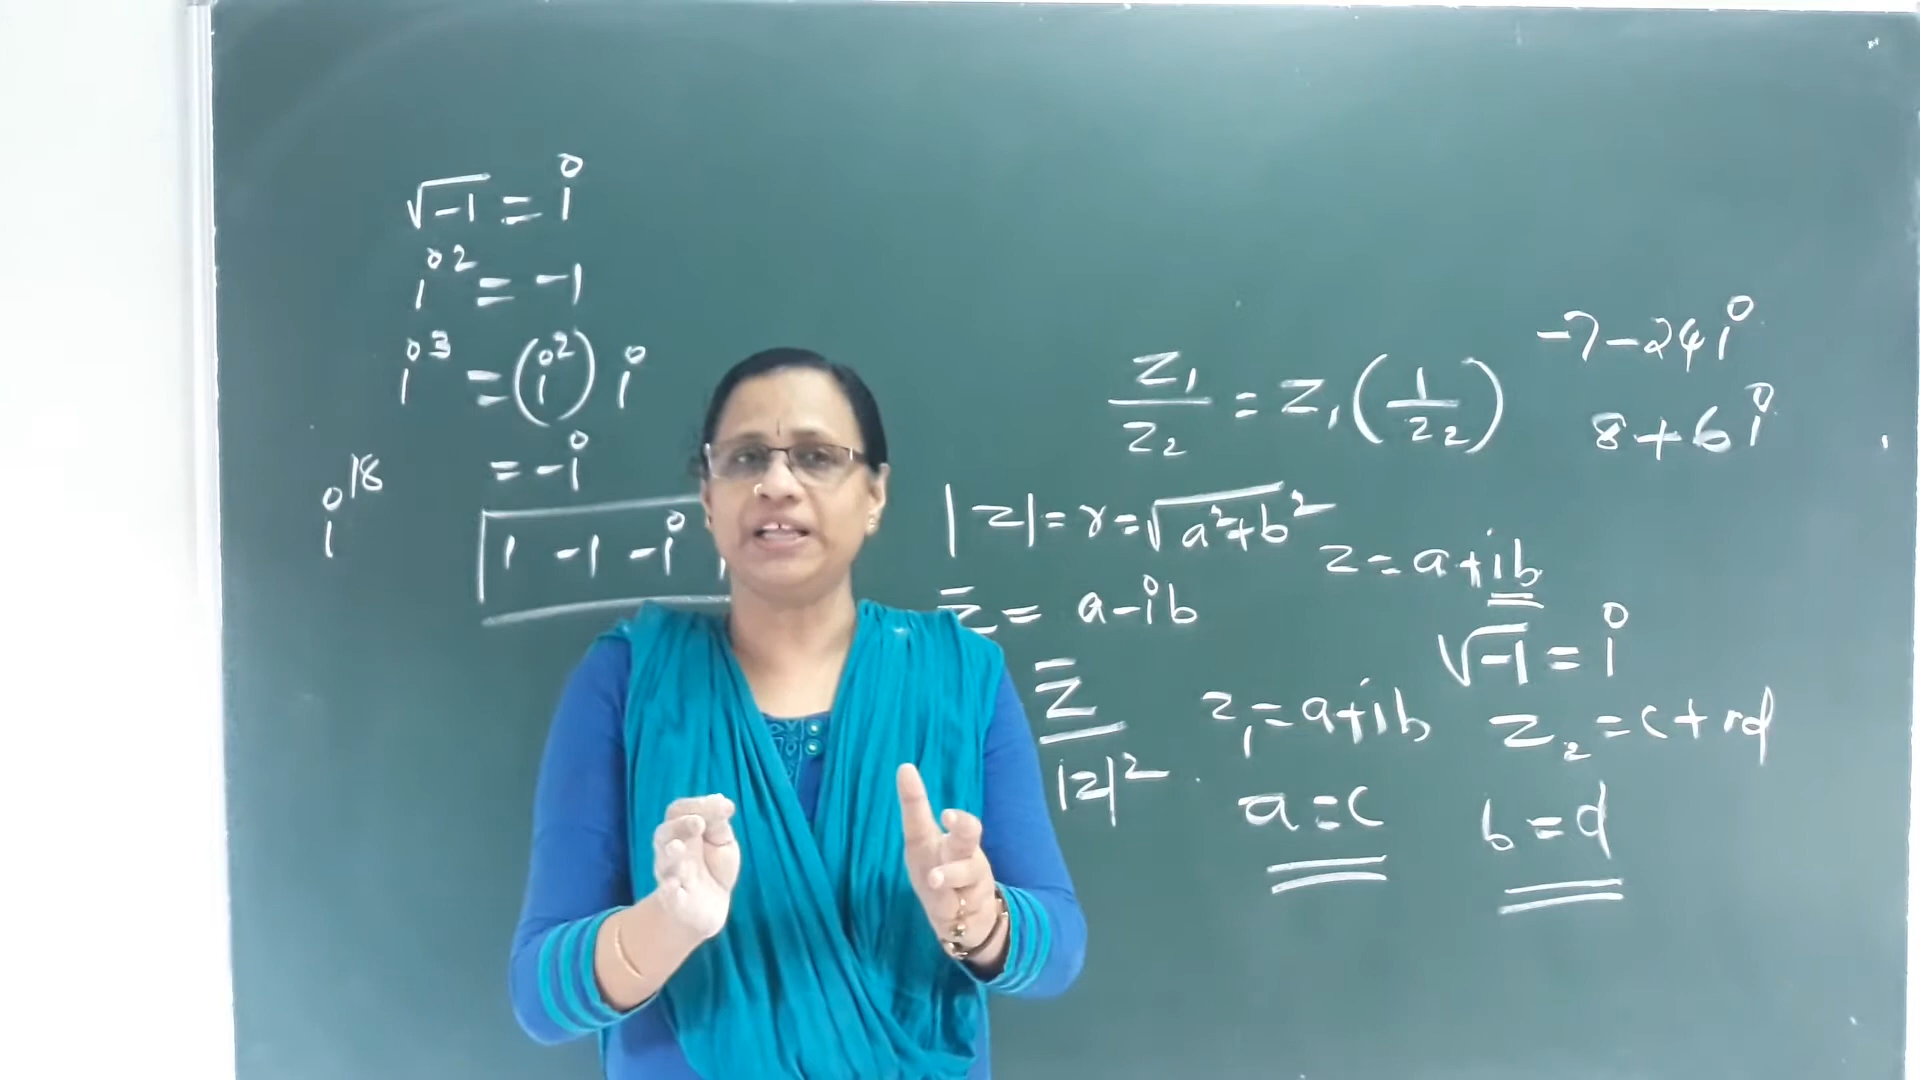 √-1 = i
i² = -1
i³ = (i²) i
= -i
i¹⁸
1 -1 -i
z₁/z₂ = z₁(1/z₂)
-7-24i
8+6i
|z| = r = √a²+b²
z = a+ib
z̄ = a-ib
√-1 = i
z̄/|z|²
z₁ = a+ib
z₂ = c+id
a=c
b=d